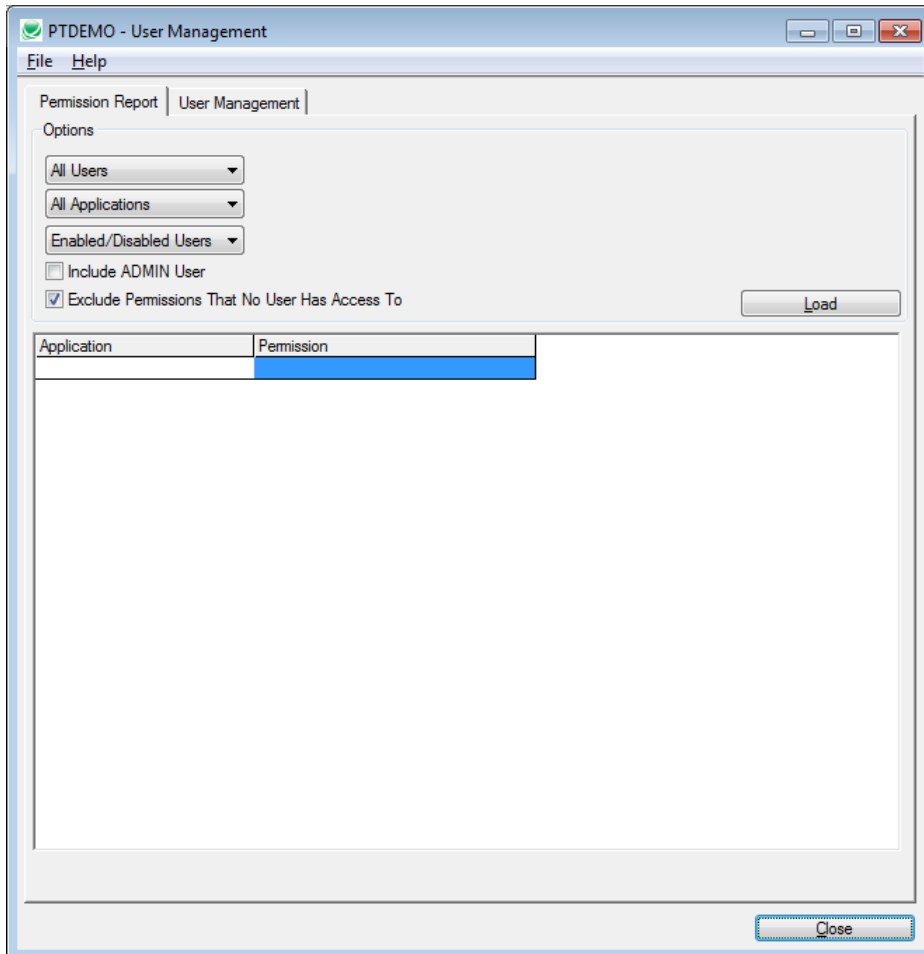 PTDEMO - User Management
File Help
Permission Report User Management
Options
All Users
All Applications
Enabled/Disabled Users
Include ADMIN User
Exclude Permissions That No User Has Access To
Load
Application Permission
Close